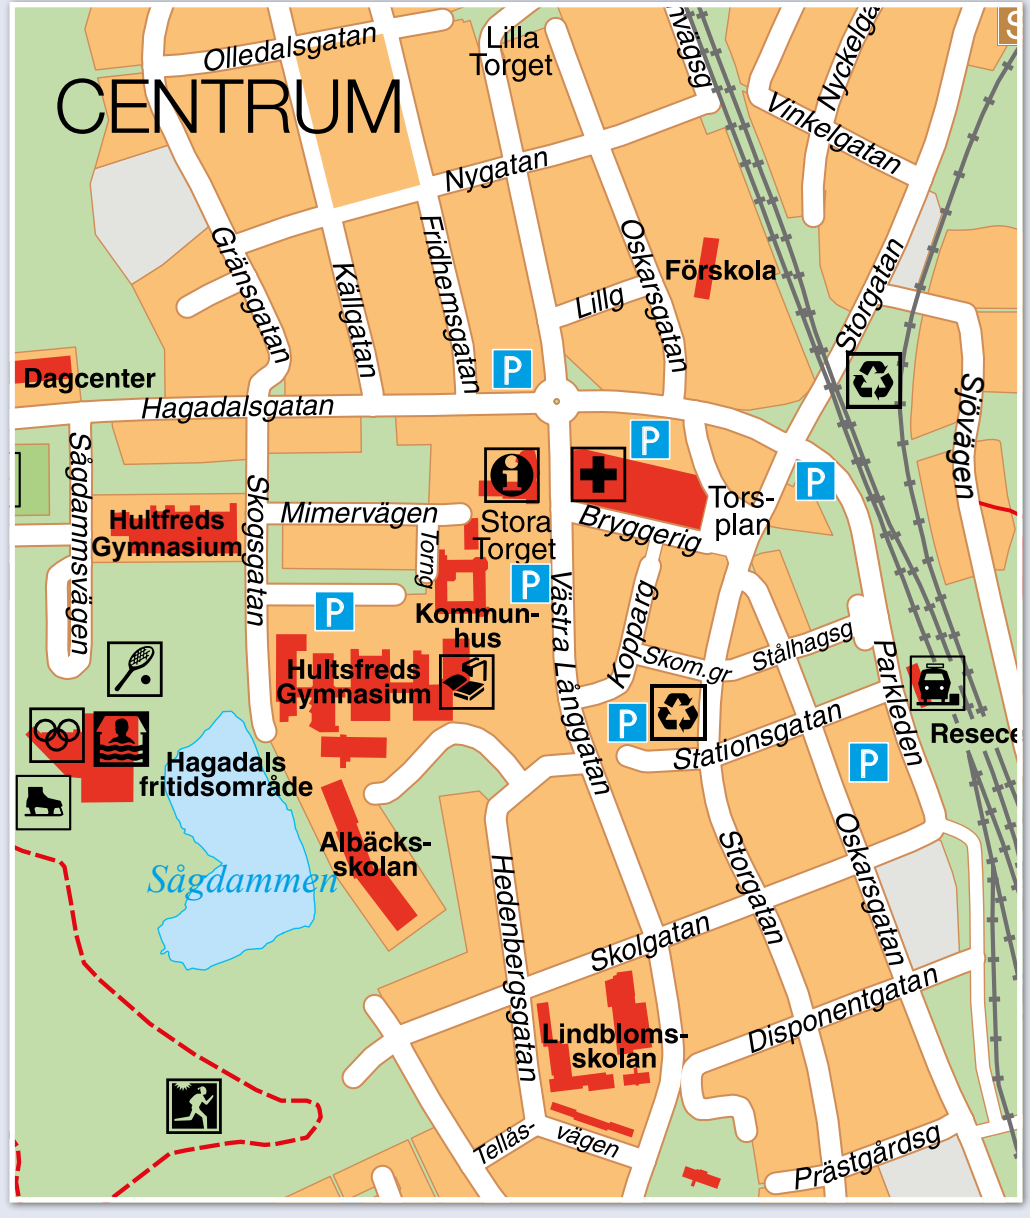 Olledalsgatan
Lilla
Torget
Nyckelga
S
CENTRUM
Vinkelgatan
Nygatan
Gränsgatan
Källgatan
Fridhemsgatan
Oskarsgatan
Förskola
Lillg
Storgatan
Dagcenter
Hagadalsgatan
Sjövägen
P
P
P
Sågdammsvägen
Skogsgatan
Mimervägen
Stora
Torget
Bryggerig
Tors-
plan
Hultfreds
Gymnasium
Torng
P
P
Västra Långgatan
Kommun-
hus
Kopparg
Skom.gr
Stålhagsg
Parkleden
Hultsfreds
Gymnasium
P
Stationsgatan
Resece
P
Hagadals
fritidsområde
Albäcks-
skolan
Sågdammen
Hedenbergsgatan
Storgatan
Oskarsgatan
Skolgatan
Disponentgatan
Lindbloms-
skolan
Tellås-
vägen
Prästgårdsg